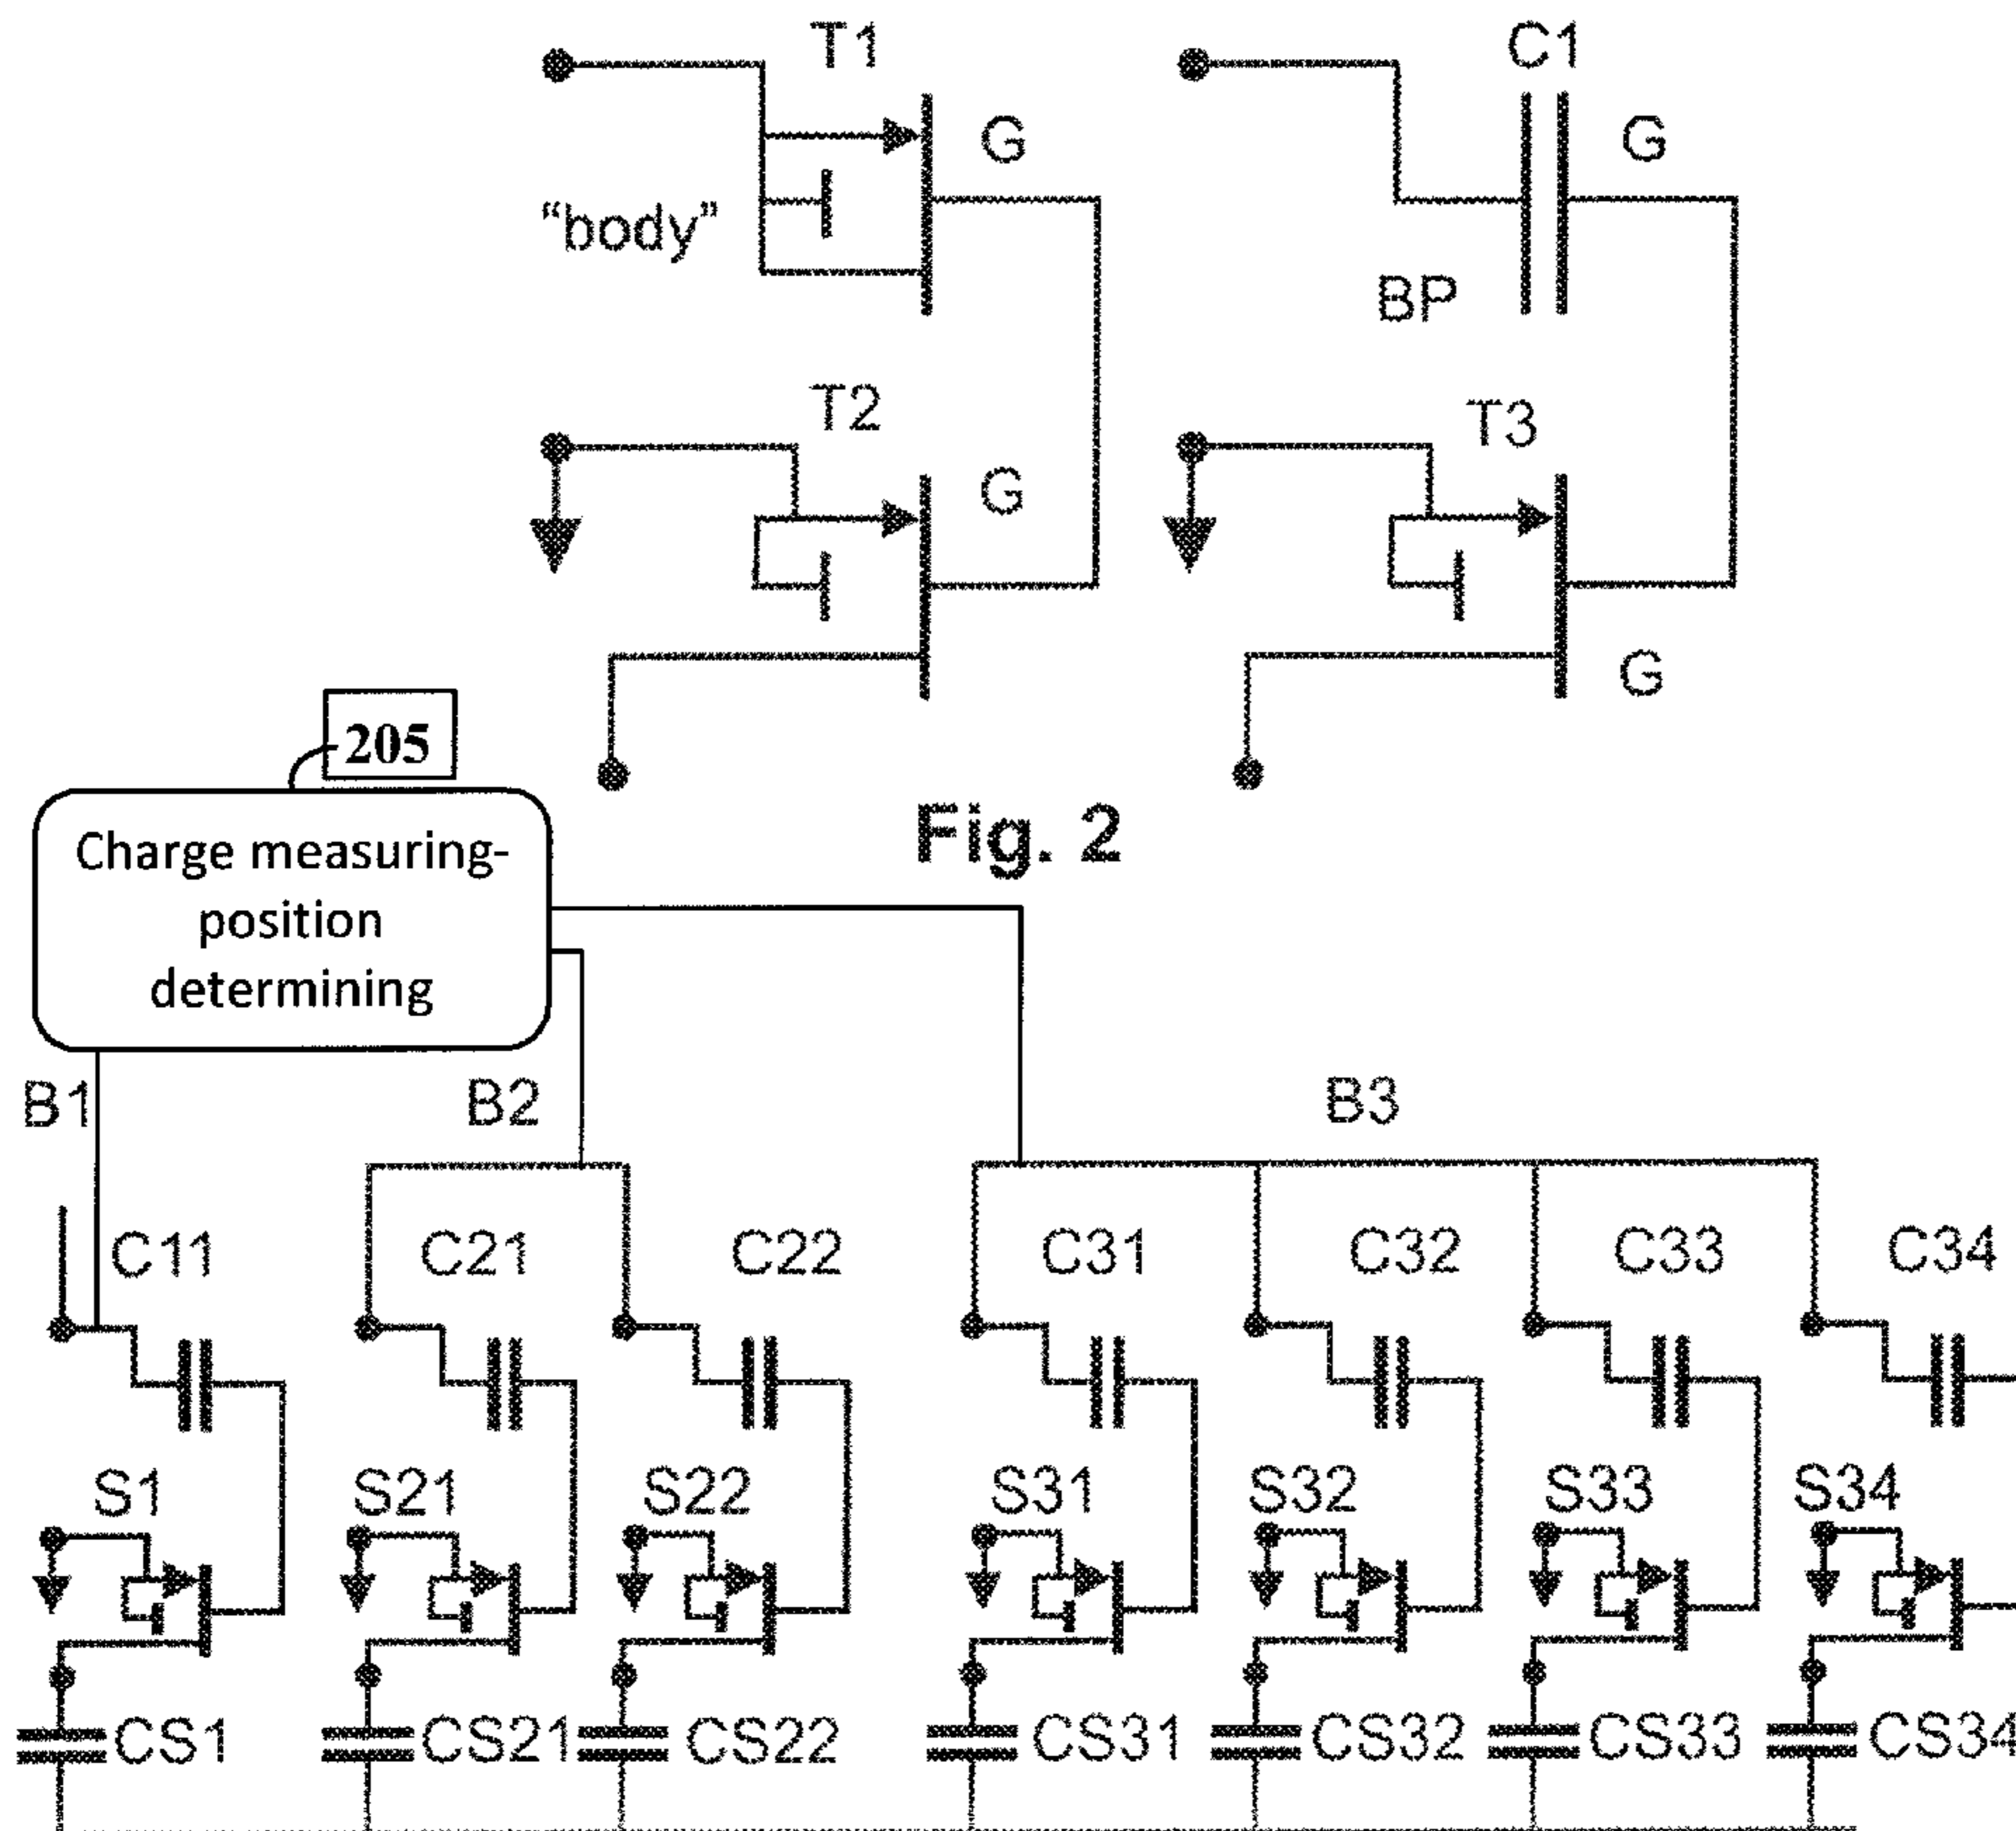 T1 C1
G G
“body”
BP
T2 T3
G
G
205
Fig. 2
Charge measuring-
position
determining
B1 B2 B3
C11 C21 C22 C31 C32 C33 C34
S1 S21 S22 S31 S32 S33 S34
CS1 CS21 CS22 CS31 CS32 CS33 CS34